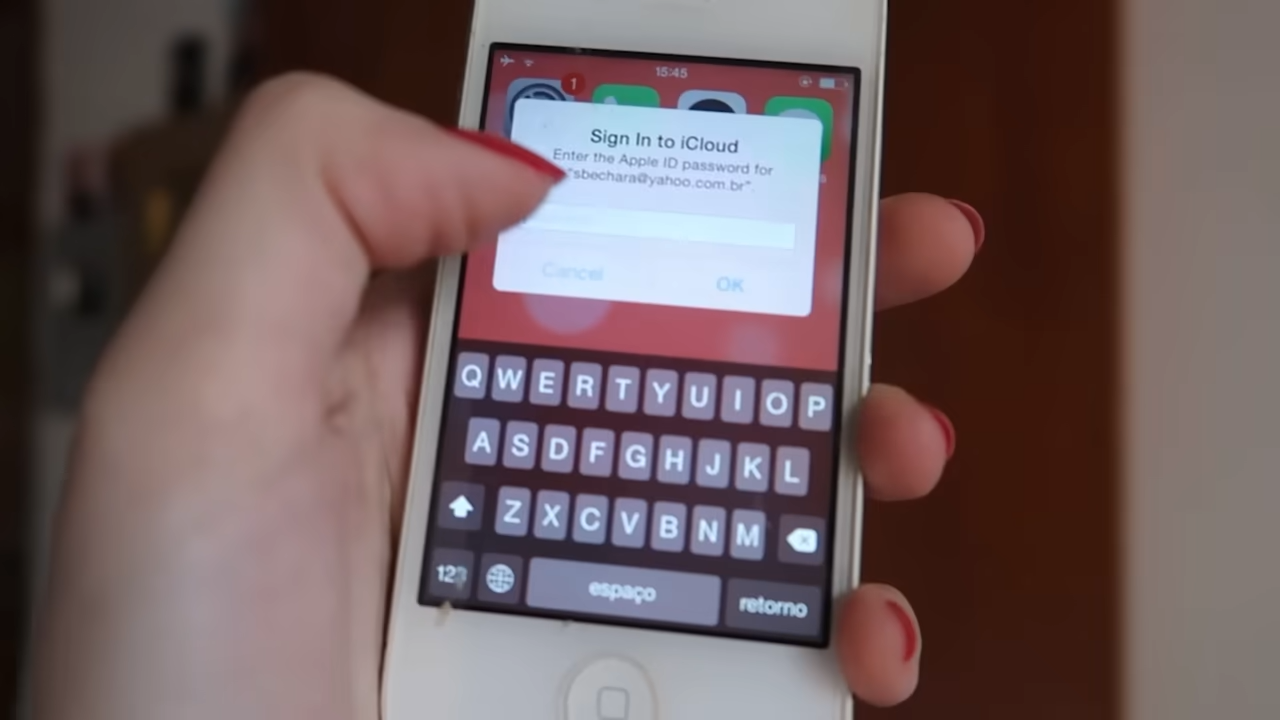 15:45
1
Sign In to iCloud
Enter the Apple ID password for
"sbechara@yahoo.com.br".
Cancel OK
Q W E R T Y U I O P
A S D F G H J K L
Z X C V B N M
123 espaço retorno